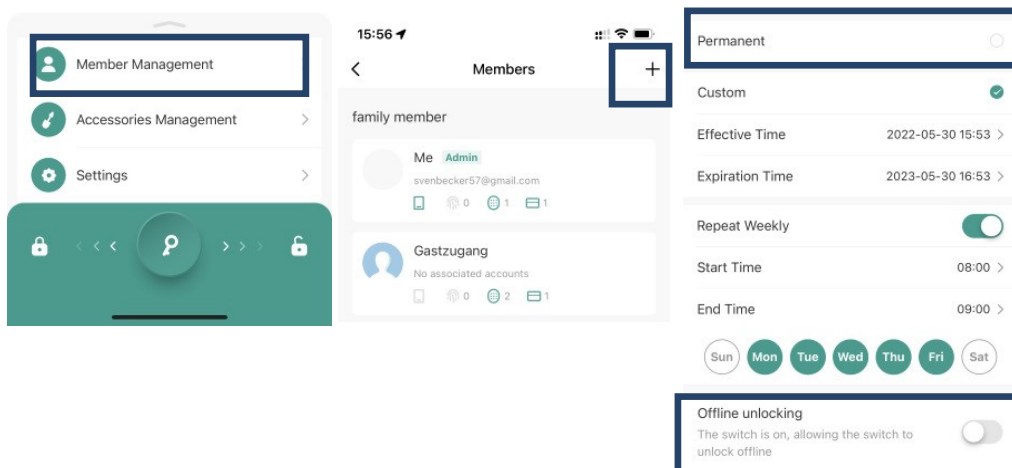 Member Management
Accessories Management
Settings
15:56
Members
family member
Me Admin
svenbecker57@gmail.com
0 1 1
Gastzugang
No associated accounts
0 2 1
Permanent
Custom
Effective Time 2022-05-30 15:53
Expiration Time 2023-05-30 16:53
Repeat Weekly
Start Time 08:00
End Time 09:00
Sun Mon Tue Wed Thu Fri Sat
Offline unlocking
The switch is on, allowing the switch to
unlock offline